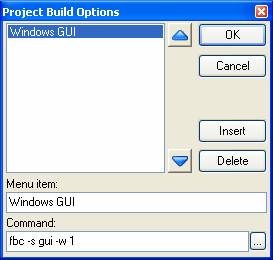 Project Build Options
Windows GUI
OK
Cancel
Insert
Delete
Menu item:
Windows GUI
Command:
fbc -s gui -w 1
...